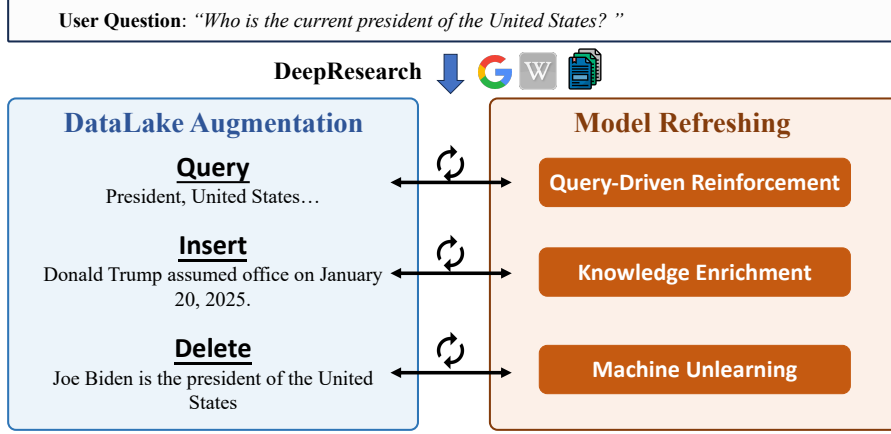 User Question: “Who is the current president of the United States? ”
DeepResearch
G
W
DataLake Augmentation
Query
President, United States…
Insert
Donald Trump assumed office on January
20, 2025.
Delete
Joe Biden is the president of the United
States
Model Refreshing
Query-Driven Reinforcement
Knowledge Enrichment
Machine Unlearning